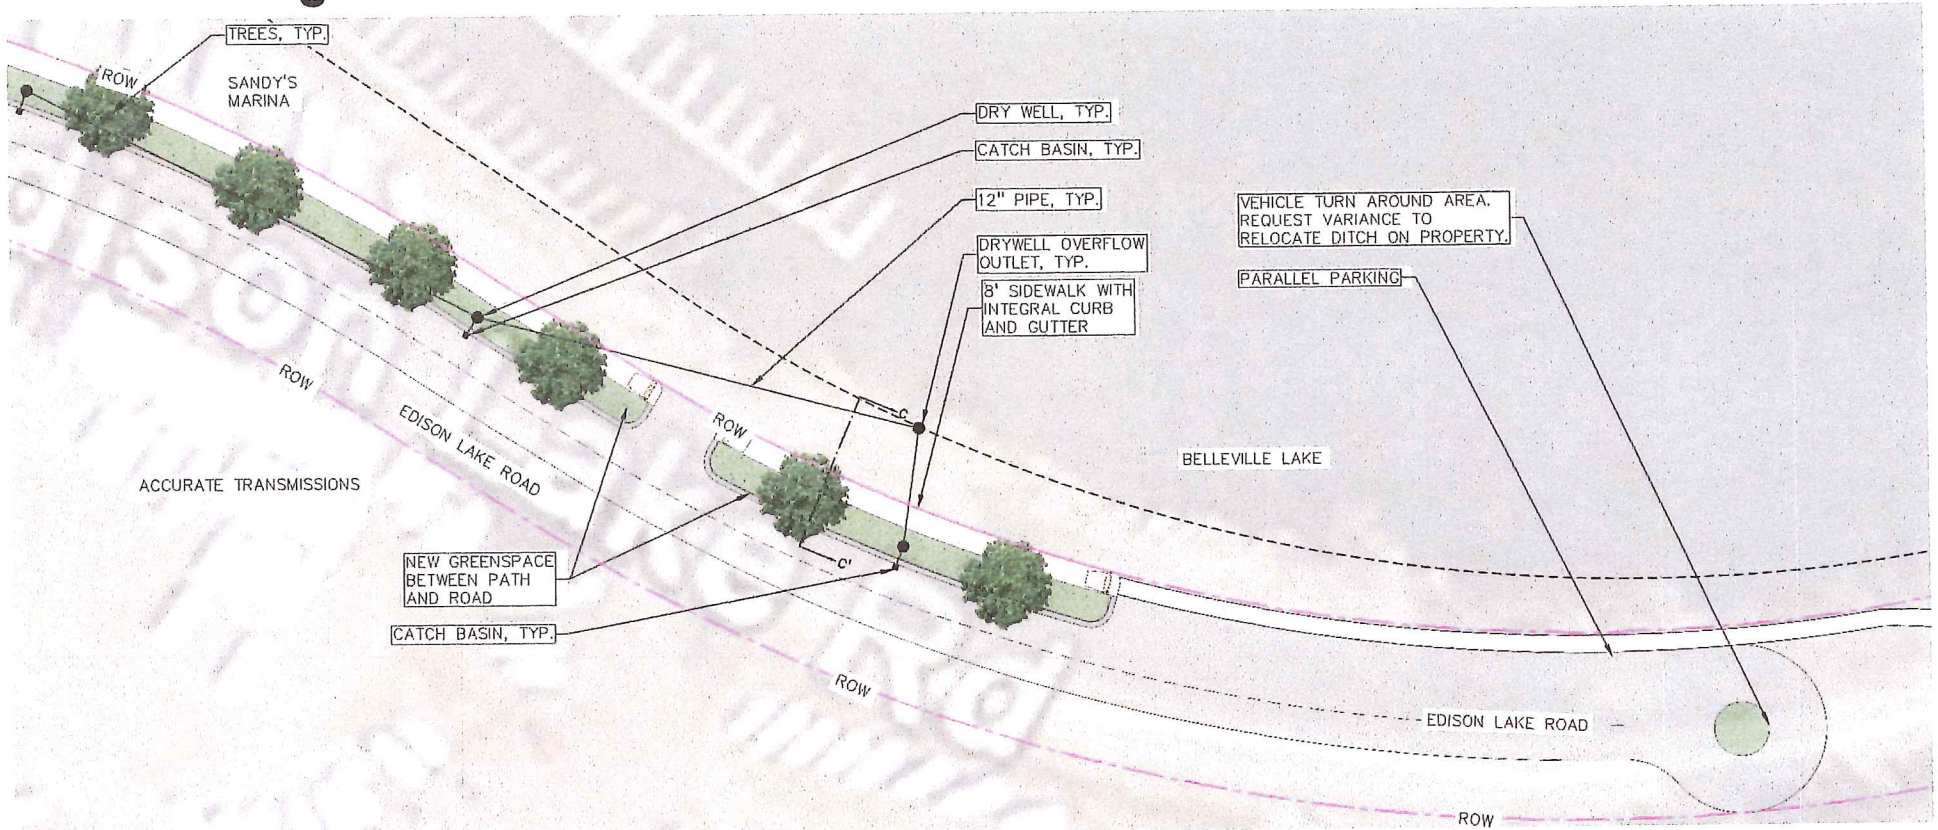 TREES, TYP.
ROW
SANDY'S
MARINA
DRY WELL, TYP.
CATCH BASIN, TYP.
12" PIPE, TYP.
DRYWELL OVERFLOW
OUTLET, TYP.
8' SIDEWALK WITH
INTEGRAL CURB
AND GUTTER
VEHICLE TURN AROUND AREA.
REQUEST VARIANCE TO
RELOCATE DITCH ON PROPERTY.
PARALLEL PARKING
ROW
EDISON LAKE ROAD
ROW
C
BELLEVILLE LAKE
ACCURATE TRANSMISSIONS
NEW GREENSPACE
BETWEEN PATH
AND ROAD
C'
CATCH BASIN, TYP.
ROW
EDISON LAKE ROAD
ROW
Edison Lake Rd